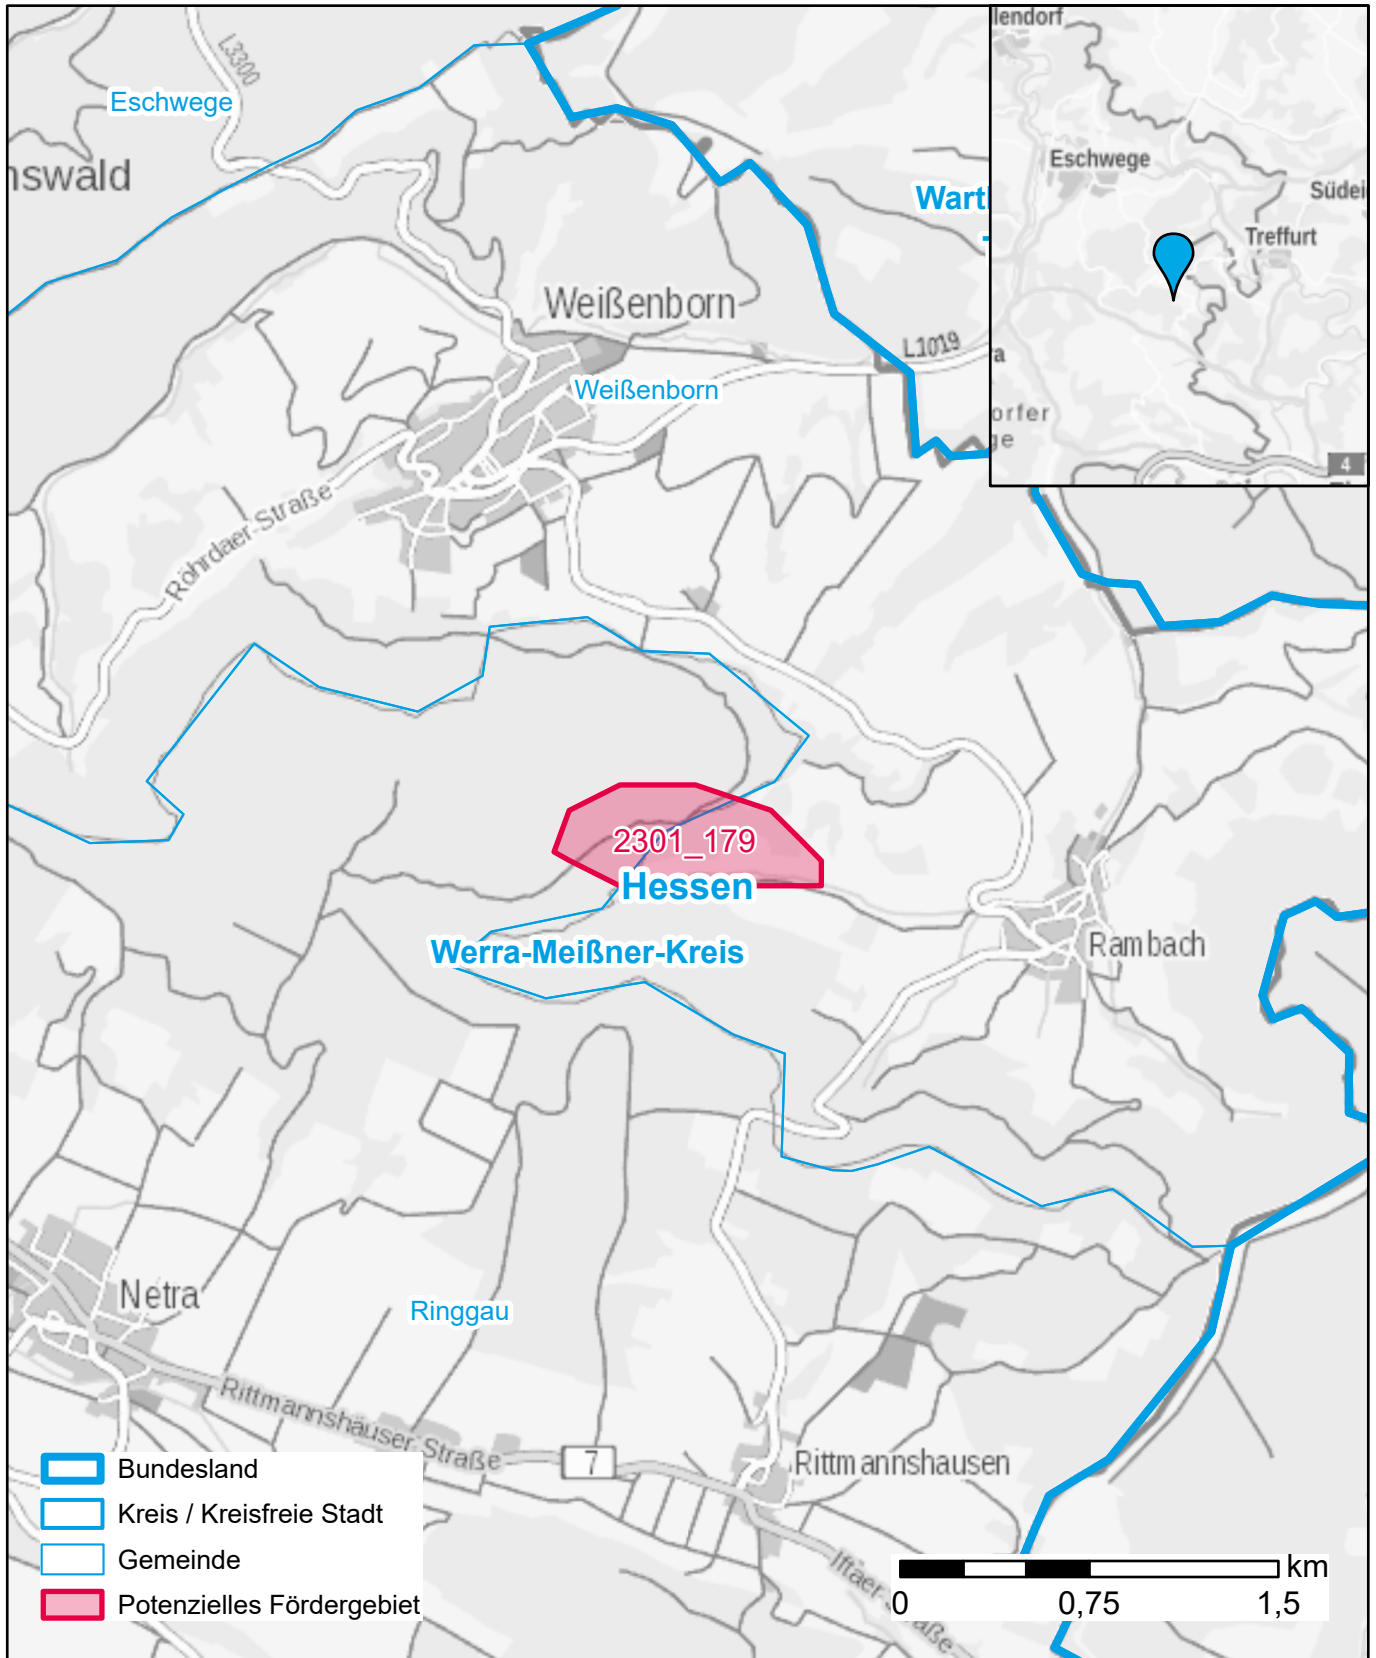 L3300
Eschwege
nswald
Weißenborn
Weißenborn
L1019
Röhrdaer-Straße
2301_179
Hessen
Werra-Meißner-Kreis
Rambach
Netra
Ringgau
Rittmannshäuser Straße
7
Rittmannshausen
Iftaer-Straße
lendorf
Eschwege
Südei
Treffurt
a
orfer
ge
4
Wart
Bundesland
Kreis / Kreisfreie Stadt
Gemeinde
Potenzielles Fördergebiet
km
0 0,75 1,5